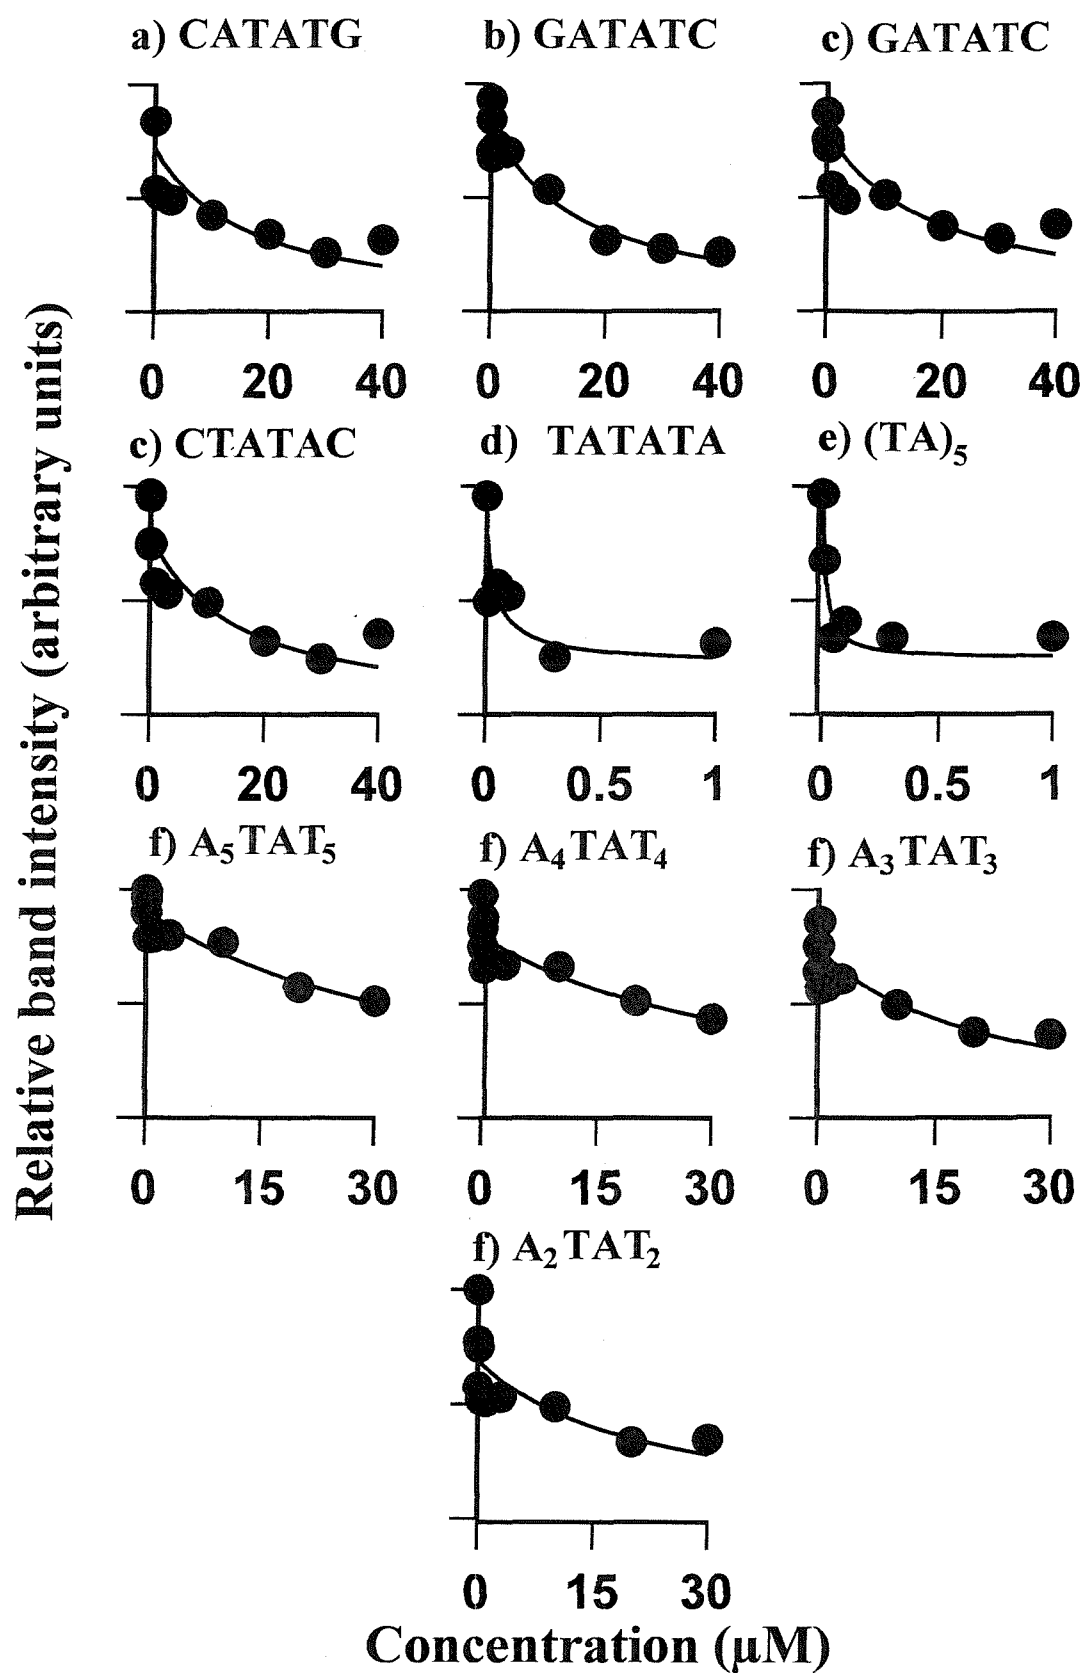 a) CATATG b) GATATC c) GATATC
0 20 40 0 20 40 0 20 40
c) CTATAC d) TATATA e) (TA)5
0 20 40 0 0.5 1 0 0.5 1
f) A5TAT5 f) A4TAT4 f) A3TAT3
0 15 30 0 15 30 0 15 30
f) A2TAT2
0 15 30
Concentration (µM)
Relative band intensity (arbitrary units)